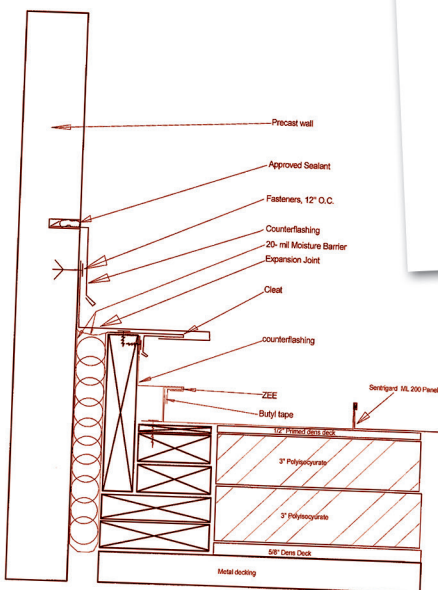 Precast wall
Approved Sealant
Fasteners, 12" O.C.
Counterflashing
20- mil Moisture Barrier
Expansion Joint
Cleat
counterflashing
ZEE
Sentrigard ML 200 Panel
Butyl tape
1/2" Primed dens deck
3" Polyisocyurate
3" Polyisocyurate
5/8" Dens Deck
Metal decking